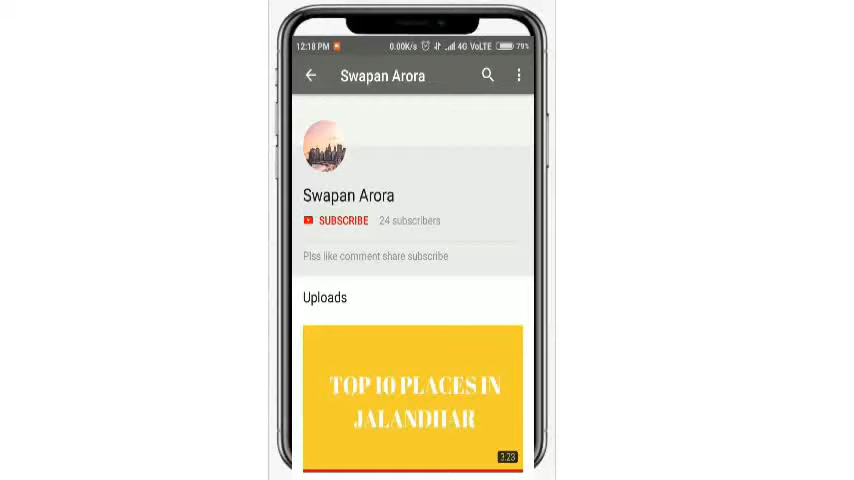 12:18 PM 0.00K/s 4G VoLTE 79%
Swapan Arora
Swapan Arora
SUBSCRIBE 24 subscribers
Plss like comment share subscribe
Uploads
TOP 10 PLACES IN
JALANDHAR
3:23